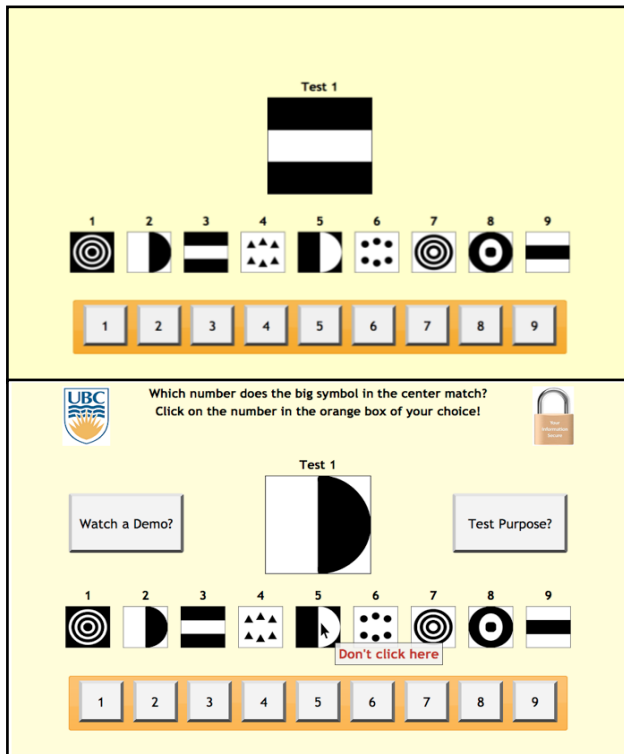 Test 1
1 2 3 4 5 6 7 8 9
1 2 3 4 5 6 7 8 9
UBC
Which number does the big symbol in the center match?
Click on the number in the orange box of your choice!
Your
Information
Secure
Test 1
Watch a Demo?
Test Purpose?
1 2 3 4 5 6 7 8 9
Don't click here
1 2 3 4 5 6 7 8 9